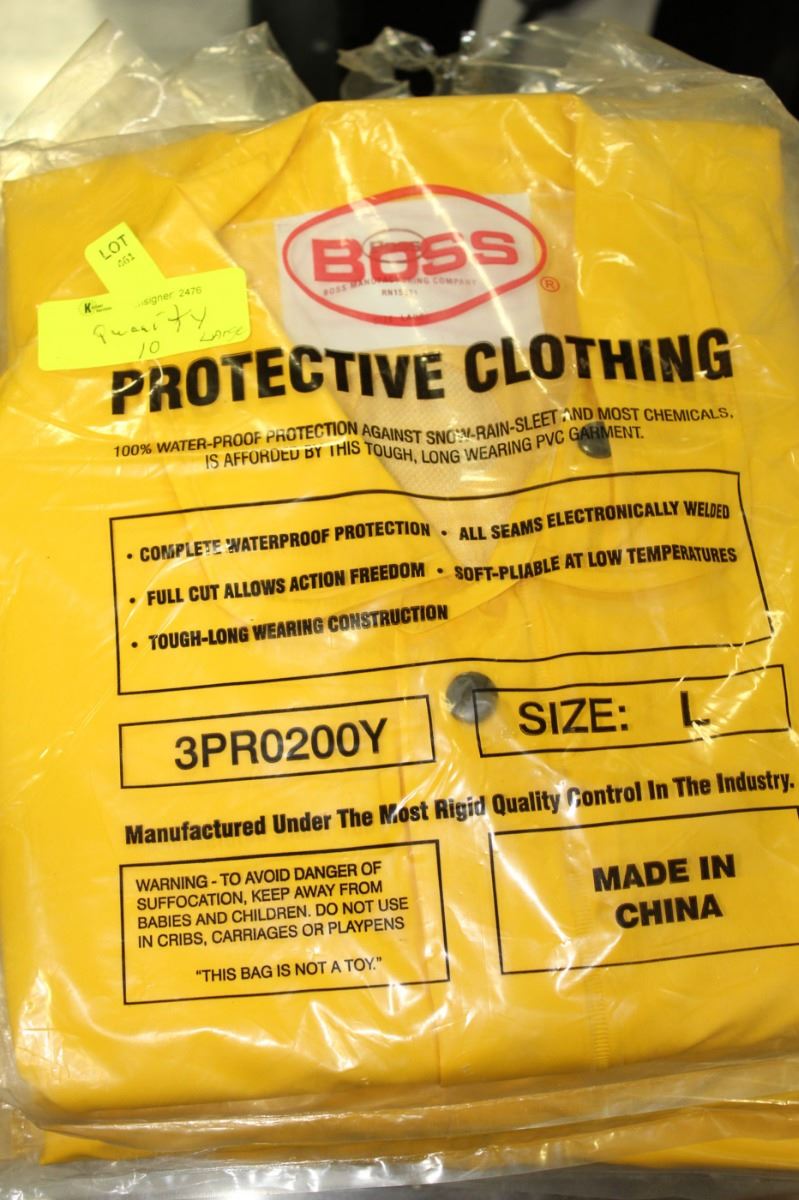 BOSS
BOSS MANUFACTURING COMPANY
LOT
2476
Quantity
10 LARGE
PROTECTIVE CLOTHING
100% WATER-PROOF PROTECTION AGAINST SNOW-RAIN-SLEET AND MOST CHEMICALS,
IS AFFORDED BY THIS TOUGH, LONG WEARING PVC GARMENT.
• COMPLETE WATERPROOF PROTECTION • ALL SEAMS ELECTRONICALLY WELDED
• FULL CUT ALLOWS ACTION FREEDOM • SOFT-PLIABLE AT LOW TEMPERATURES
• TOUGH-LONG WEARING CONSTRUCTION
3PR0200Y
SIZE: L
Manufactured Under The Most Rigid Quality Control In The Industry.
WARNING - TO AVOID DANGER OF
SUFFOCATION, KEEP AWAY FROM
BABIES AND CHILDREN. DO NOT USE
IN CRIBS, CARRIAGES OR PLAYPENS
"THIS BAG IS NOT A TOY."
MADE IN
CHINA